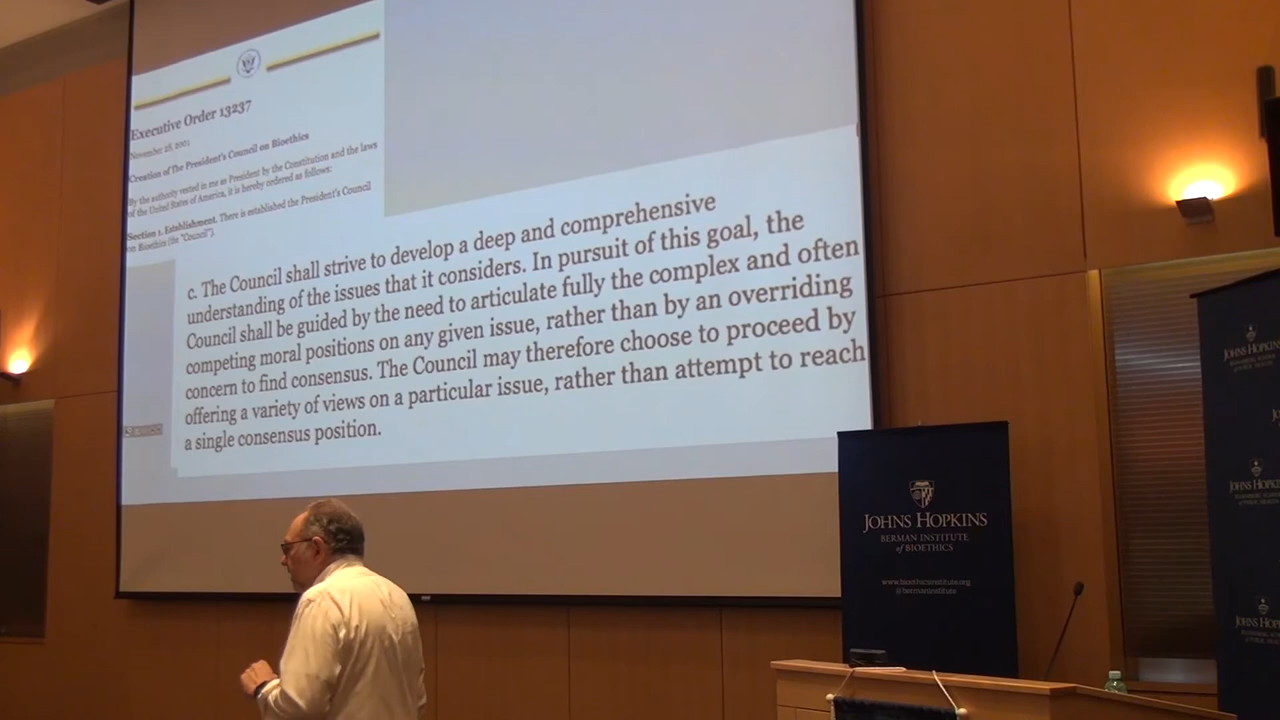 Executive Order 13237
November 28, 2001
Creation of The President's Council on Bioethics
By the authority vested in me as President by the Constitution and the laws
of the United States of America, it is hereby ordered as follows:
Section 1. Establishment. There is established the President's Council
on Bioethics (the "Council").
c. The Council shall strive to develop a deep and comprehensive
understanding of the issues that it considers. In pursuit of this goal, the
Council shall be guided by the need to articulate fully the complex and often
competing moral positions on any given issue, rather than by an overriding
concern to find consensus. The Council may therefore choose to proceed by
offering a variety of views on a particular issue, rather than attempt to reach
a single consensus position.
JOHNS HOPKINS
BERMAN INSTITUTE
of BIOETHICS
www.bioethicsinstitute.org
@bermaninstitute
JOHNS HOPKINS
JOHNS HOPKINS
JOHNS HOP